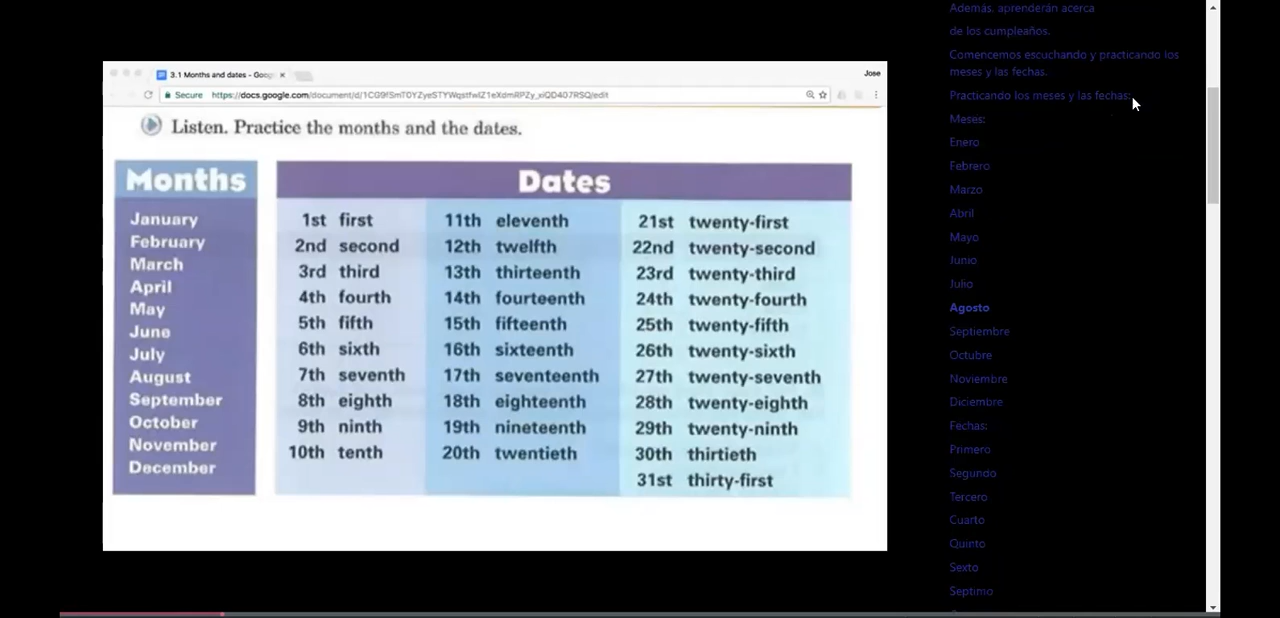 3.1 Months and dates - Goog
Jose
Secure
https://docs.google.com/document/d/1CG9fSmT0YZyeSTYWqstfwlZ1eXdmRPZy_xiQD407RSQ/edit
Listen. Practice the months and the dates.
Months
January
February
March
April
May
June
July
August
September
October
November
December
Dates
1st first
2nd second
3rd third
4th fourth
5th fifth
6th sixth
7th seventh
8th eighth
9th ninth
10th tenth
11th eleventh
12th twelfth
13th thirteenth
14th fourteenth
15th fifteenth
16th sixteenth
17th seventeenth
18th eighteenth
19th nineteenth
20th twentieth
21st twenty-first
22nd twenty-second
23rd twenty-third
24th twenty-fourth
25th twenty-fifth
26th twenty-sixth
27th twenty-seventh
28th twenty-eighth
29th twenty-ninth
30th thirtieth
31st thirty-first
Además, aprenderán acerca
de los cumpleaños.
Comencemos escuchando y practicando los
meses y las fechas.
Practicando los meses y las fechas:
Meses:
Enero
Febrero
Marzo
Abril
Mayo
Junio
Julio
Agosto
Septiembre
Octubre
Noviembre
Diciembre
Fechas:
Primero
Segundo
Tercero
Cuarto
Quinto
Sexto
Septimo